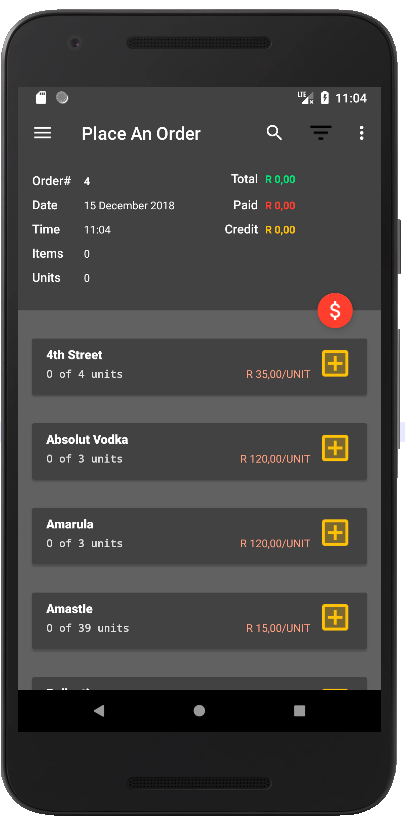 LTE 11:04
Place An Order
Order# 4 Total R 0,00
Date 15 December 2018 Paid R 0,00
Time 11:04 Credit R 0,00
Items 0
Units 0
$
4th Street
0 of 4 units R 35,00/UNIT
Absolut Vodka
0 of 3 units R 120,00/UNIT
Amarula
0 of 3 units R 120,00/UNIT
Amastle
0 of 39 units R 15,00/UNIT